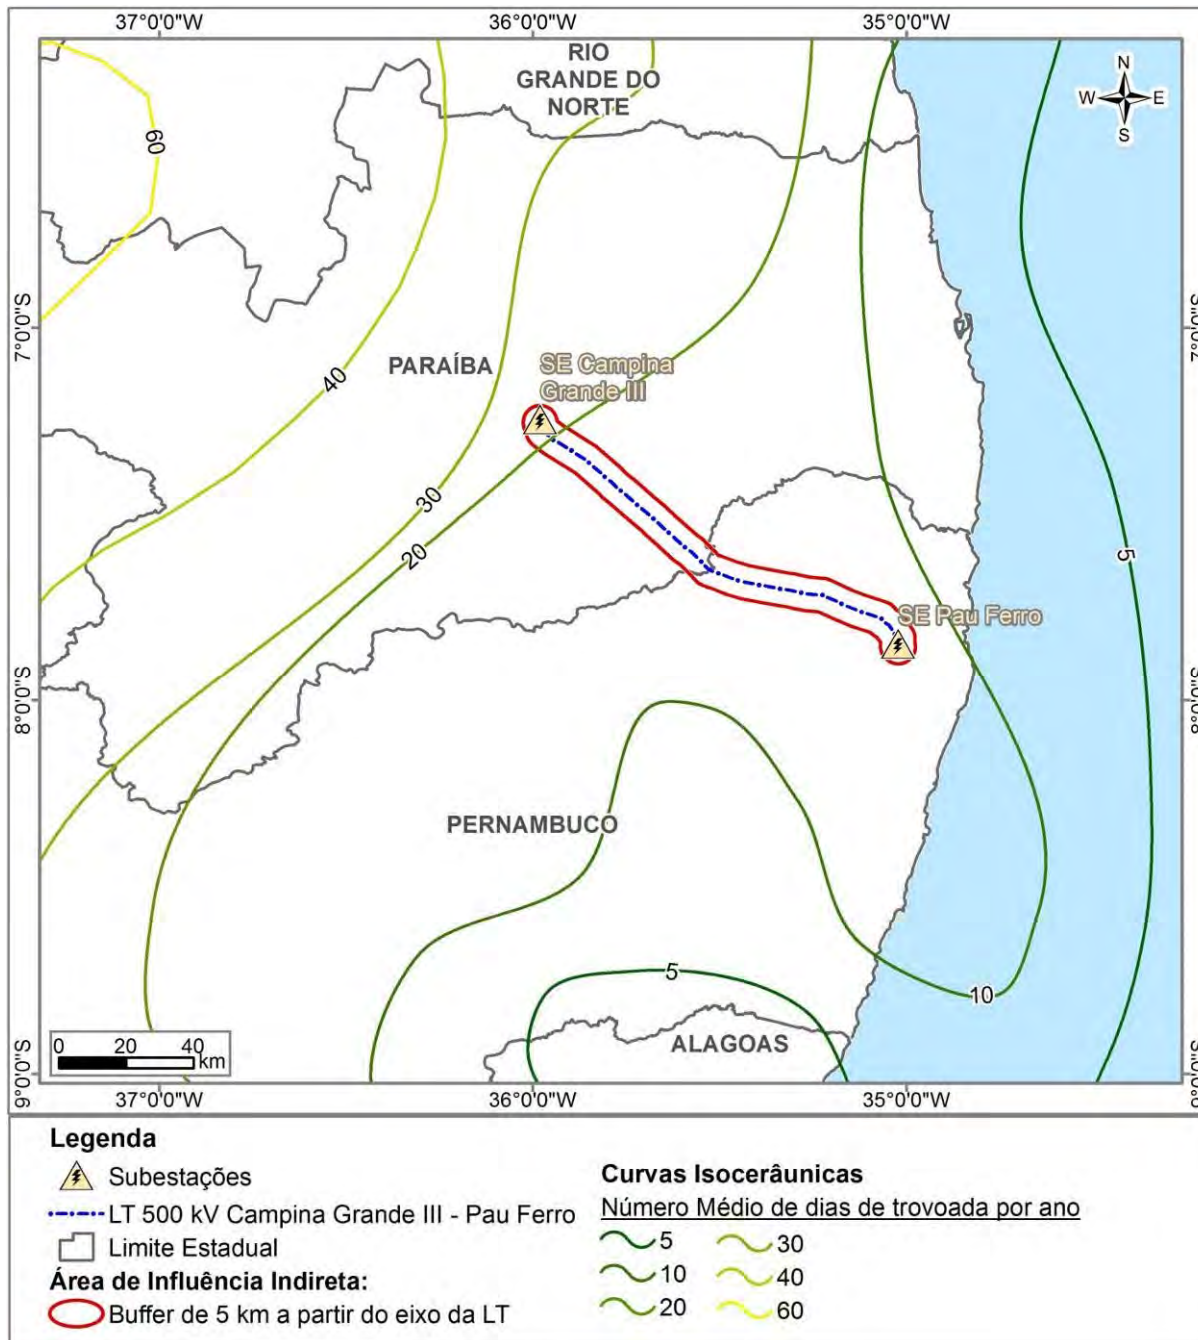 37°0'0"W 36°0'0"W 35°0'0"W
RIO
GRANDE DO
NORTE
N
W E
S
60
7°0'0"S
7°0'0"S
PARAÍBA
40
SE Campina
Grande III
30
20
5
SE Pau Ferro
8°0'0"S
8°0'0"S
PERNAMBUCO
5
10
ALAGOAS
0 20 40
km
9°0'0"S
9°0'0"S
37°0'0"W 36°0'0"W 35°0'0"W
Legenda
Subestações
LT 500 kV Campina Grande III - Pau Ferro
Limite Estadual
Área de Influência Indireta:
Buffer de 5 km a partir do eixo da LT
Curvas Isocerâunicas
Número Médio de dias de trovoada por ano
5 30
10 40
20 60